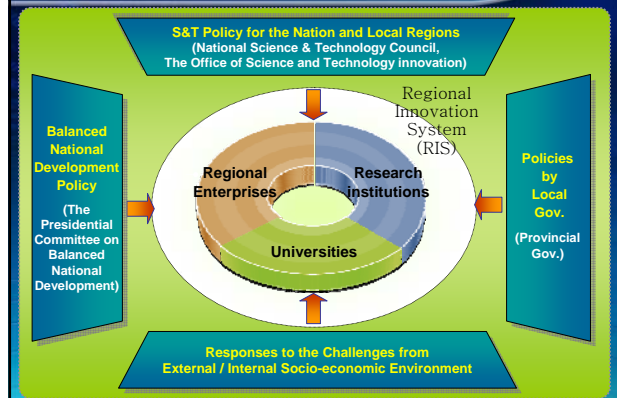 S&T Policy for the Nation and Local Regions
(National Science & Technology Council,
The Office of Science and Technology innovation)
Balanced
National
Development
Policy
(The
Presidential
Committee on
Balanced
National
Development)
Regional
Innovation
System
(RIS)
Regional
Enterprises
Research
institutions
Universities
Policies
by
Local
Gov.
(Provincial
Gov.)
Responses to the Challenges from
External / Internal Socio-economic Environment